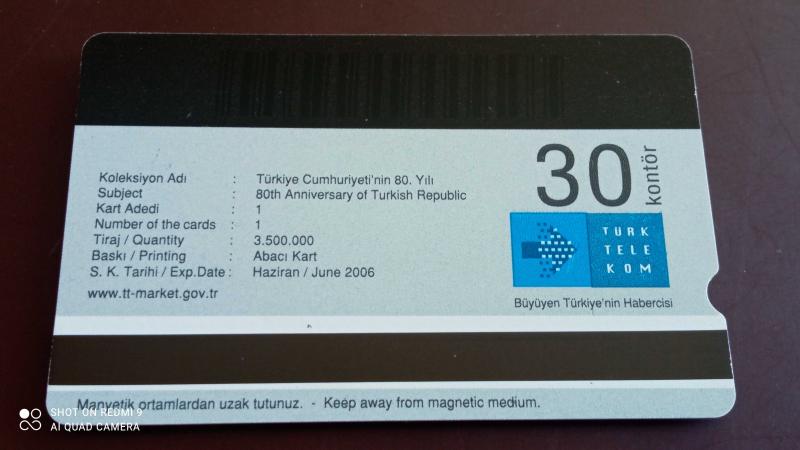 30 kontör
Koleksiyon Adı : Türkiye Cumhuriyeti'nin 80. Yılı
Subject : 80th Anniversary of Turkish Republic
Kart Adedi : 1
Number of the cards : 1
Tiraj / Quantity : 3.500.000
Baskı / Printing : Abacı Kart
S. K. Tarihi / Exp.Date : Haziran / June 2006
www.tt-market.gov.tr
TÜRK
TELE
KOM
Büyüyen Türkiye'nin Habercisi
Manyetik ortamlardan uzak tutunuz. - Keep away from magnetic medium.
SHOT ON REDMI 9
AI QUAD CAMERA